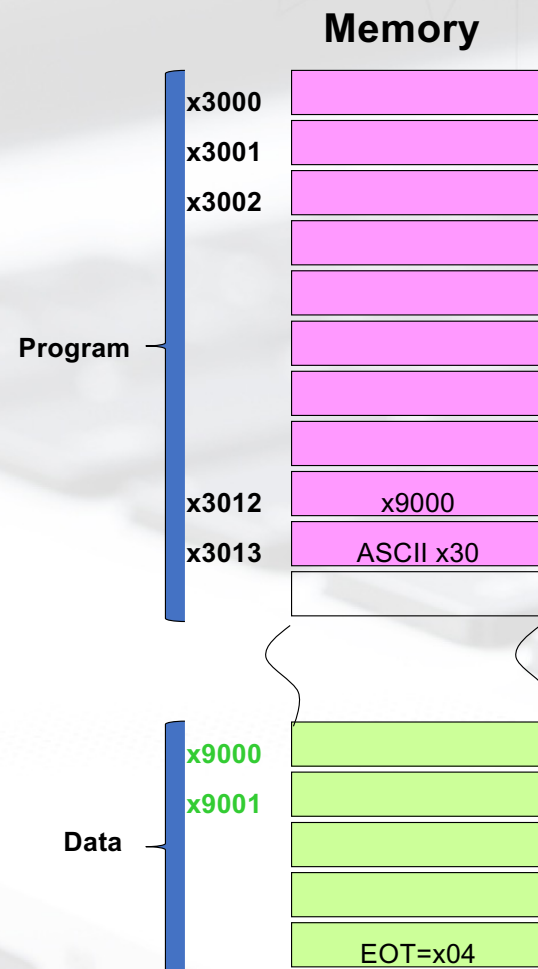 Memory
x3000
x3001
x3002
Program
x3012 x9000
x3013 ASCII x30
x9000
x9001
Data
EOT=x04